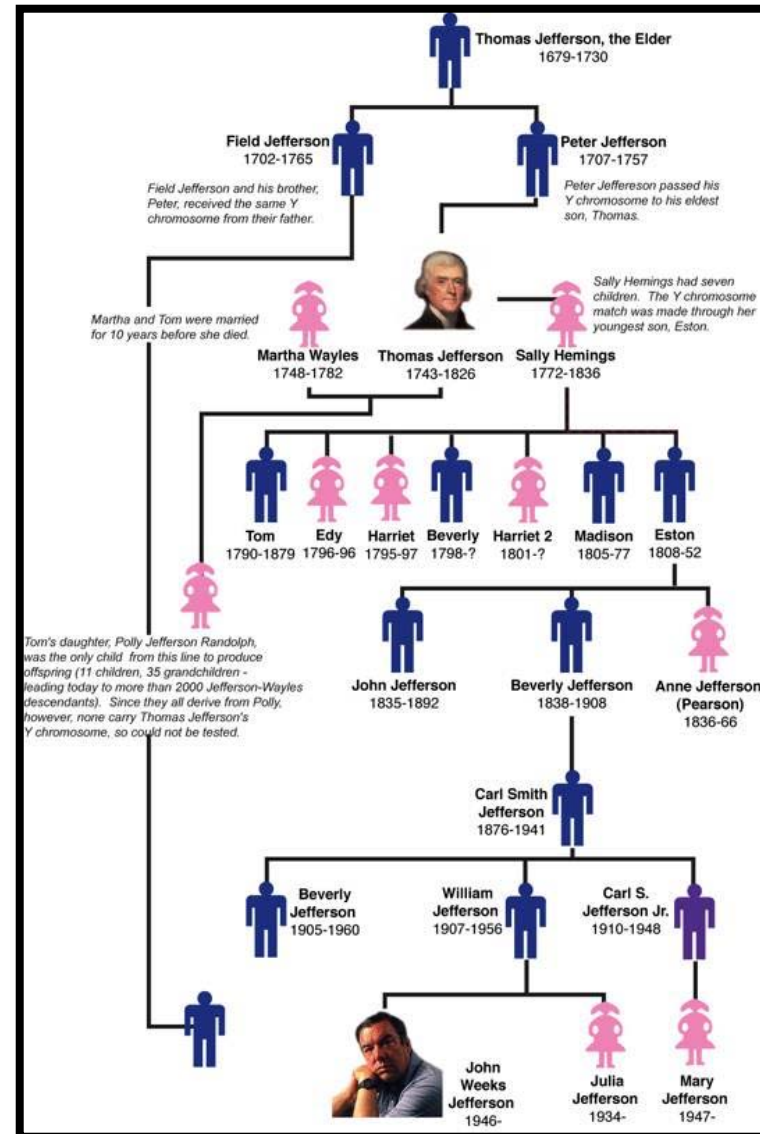 Thomas Jefferson, the Elder
1679-1730
Field Jefferson
1702-1765
Peter Jefferson
1707-1757
Field Jefferson and his brother,
Peter, received the same Y
chromosome from their father.
Peter Jeffereson passed his
Y chromosome to his eldest
son, Thomas.
Sally Hemings had seven
children. The Y chromosome
match was made through her
youngest son, Eston.
Martha and Tom were married
for 10 years before she died.
Martha Wayles
1748-1782
Thomas Jefferson
1743-1826
Sally Hemings
1772-1836
Tom
1790-1879
Edy
1796-96
Harriet
1795-97
Beverly
1798-?
Harriet 2
1801-?
Madison
1805-77
Eston
1808-52
Tom's daughter, Polly Jefferson Randolph,
was the only child from this line to produce
offspring (11 children, 35 grandchildren -
leading today to more than 2000 Jefferson-Wayles
descendants). Since they all derive from Polly,
however, none carry Thomas Jefferson's
Y chromosome, so could not be tested.
John Jefferson
1835-1892
Beverly Jefferson
1838-1908
Anne Jefferson
(Pearson)
1836-66
Carl Smith
Jefferson
1876-1941
Beverly
Jefferson
1905-1960
William
Jefferson
1907-1956
Carl S.
Jefferson Jr.
1910-1948
John
Weeks
Jefferson
1946-
Julia
Jefferson
1934-
Mary
Jefferson
1947-